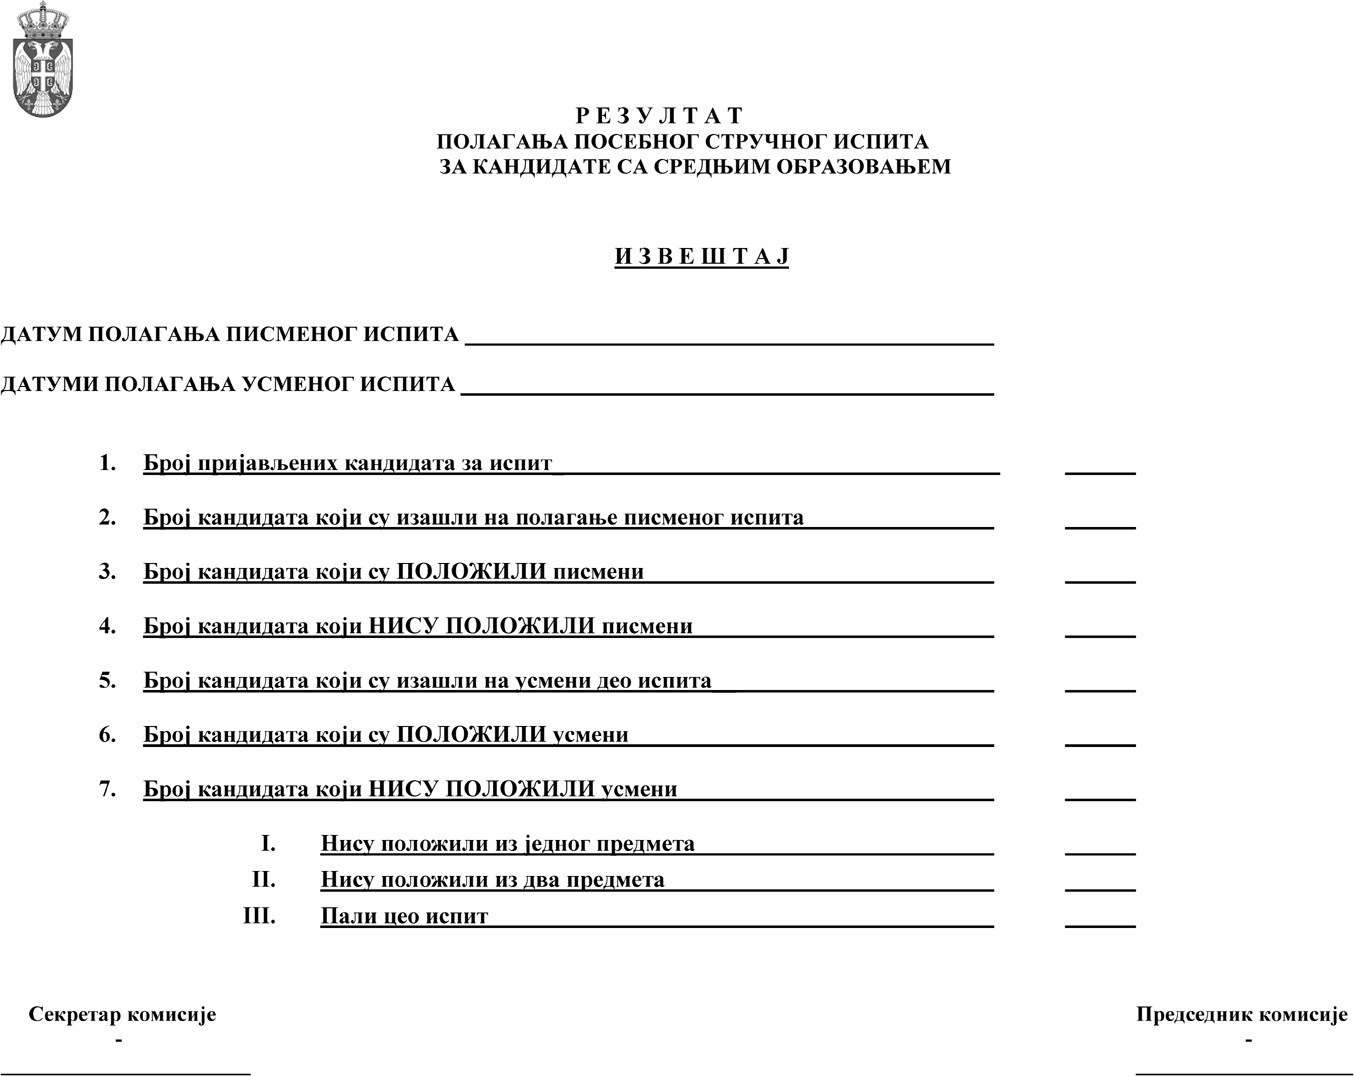 Р Е З У Л Т А Т
ПОЛАГАЊА ПОСЕБНОГ СТРУЧНОГ ИСПИТА
ЗА КАНДИДАТЕ СА СРЕДЊИМ ОБРАЗОВАЊЕМ
И З В Е Ш Т А Ј
ДАТУМ ПОЛАГАЊА ПИСМЕНОГ ИСПИТА
ДАТУМИ ПОЛАГАЊА УСМЕНОГ ИСПИТА
1. Број пријављених кандидата за испит
2. Број кандидата који су изашли на полагање писменог испита
3. Број кандидата који су ПОЛОЖИЛИ писмени
4. Број кандидата који НИСУ ПОЛОЖИЛИ писмени
5. Број кандидата који су изашли на усмени део испита
6. Број кандидата који су ПОЛОЖИЛИ усмени
7. Број кандидата који НИСУ ПОЛОЖИЛИ усмени
I. Нису положили из једног предмета
II. Нису положили из два предмета
III. Пали цео испит
Секретар комисије Председник комисије
- -